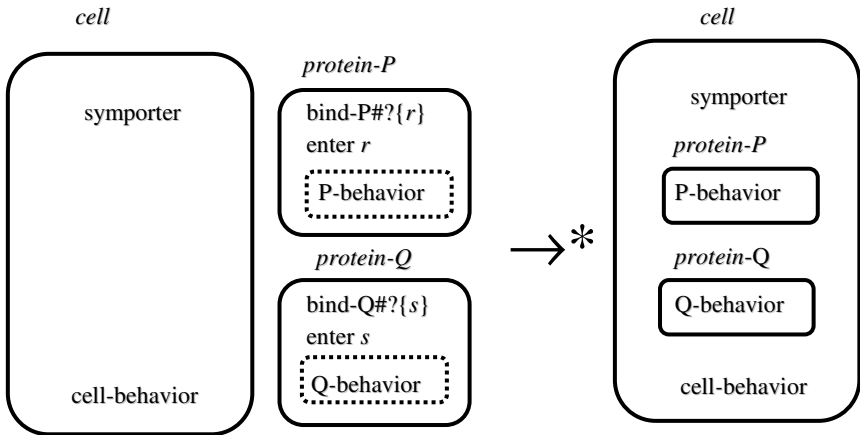 cell
symporter
cell-behavior
protein-P
bind-P#?{r}
enter r
P-behavior
protein-Q
bind-Q#?{s}
enter s
Q-behavior
→*
cell
symporter
protein-P
P-behavior
protein-Q
Q-behavior
cell-behavior